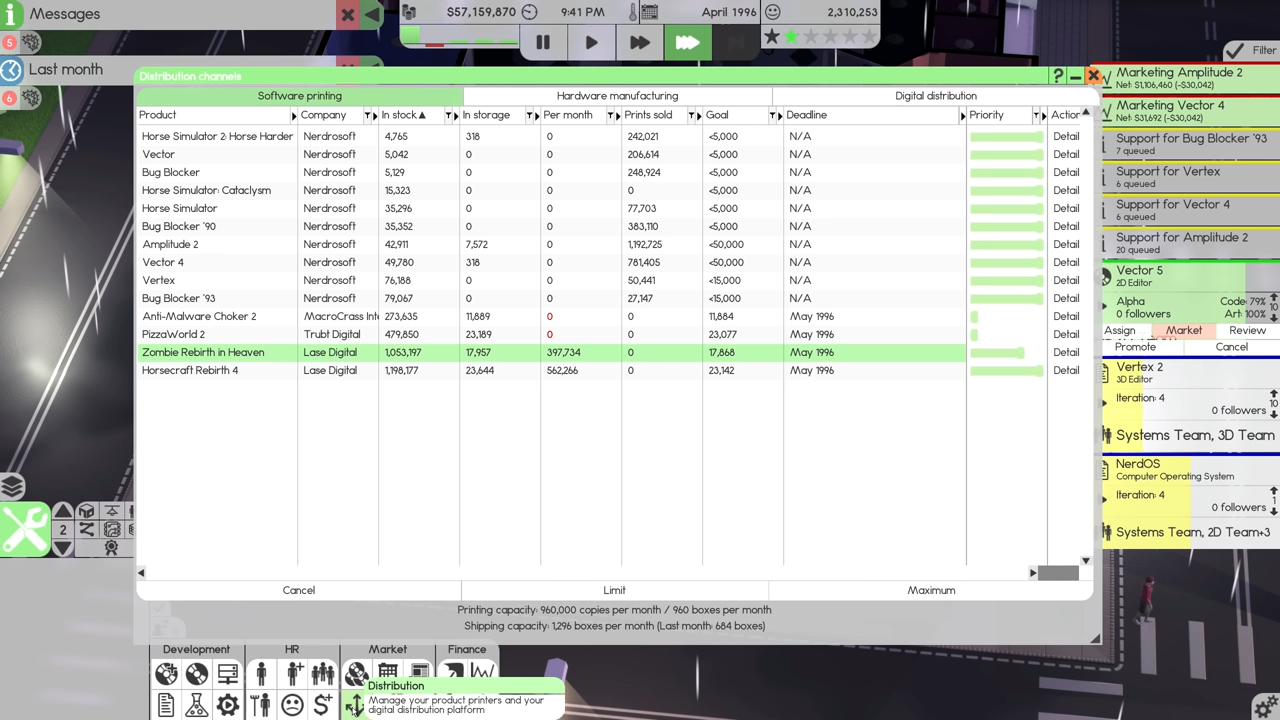 Messages
5
Last month
6
$57,159,870
9:41 PM
April 1996
2,310,253
Filter
Distribution channels
?
Software printing Hardware manufacturing Digital distribution
Product Company In stock In storage Per month Prints sold Goal Deadline Priority Action
Horse Simulator 2: Horse Harder Nerdrosoft 4,765 318 0 242,021 <5,000 N/A Detail
Vector Nerdrosoft 5,042 0 0 206,614 <5,000 N/A Detail
Bug Blocker Nerdrosoft 5,129 0 0 248,924 <5,000 N/A Detail
Horse Simulator: Cataclysm Nerdrosoft 15,323 0 0 0 <5,000 N/A Detail
Horse Simulator Nerdrosoft 35,296 0 0 77,703 <5,000 N/A Detail
Bug Blocker '90 Nerdrosoft 35,352 0 0 383,110 <5,000 N/A Detail
Amplitude 2 Nerdrosoft 42,911 7,572 0 1,192,725 <50,000 N/A Detail
Vector 4 Nerdrosoft 49,780 318 0 781,405 <50,000 N/A Detail
Vertex Nerdrosoft 76,188 0 0 50,441 <15,000 N/A Detail
Bug Blocker '93 Nerdrosoft 79,067 0 0 27,147 <15,000 N/A Detail
Anti-Malware Choker 2 MacroCrass Inte 273,635 11,889 0 0 11,884 May 1996 Detail
PizzaWorld 2 Trubt Digital 479,850 23,189 0 0 23,077 May 1996 Detail
Zombie Rebirth in Heaven Lase Digital 1,053,197 17,957 397,734 0 17,868 May 1996 Detail
Horsecraft Rebirth 4 Lase Digital 1,198,177 23,644 562,266 0 23,142 May 1996 Detail
Cancel Limit Maximum
Printing capacity: 960,000 copies per month / 960 boxes per month
Shipping capacity: 1,296 boxes per month (Last month: 684 boxes)
Marketing Amplitude 2
Net: $1,106,460 (-$30,042)
Marketing Vector 4
Net: $31,692 (-$30,042)
Support for Bug Blocker '93
7 queued
Support for Vertex
6 queued
Support for Vector 4
6 queued
Support for Amplitude 2
20 queued
Vector 5
2D Editor
Alpha Code: 79%
0 followers Art: 100%
10
Assign Market Review
Promote Cancel
Vertex 2
3D Editor
Iteration: 4
10
0 followers
Systems Team, 3D Team
NerdOS
Computer Operating System
Iteration: 4
1
0 followers
Systems Team, 2D Team+3
2
Development HR Market Finance
Distribution
Manage your product printers and your
digital distribution platform